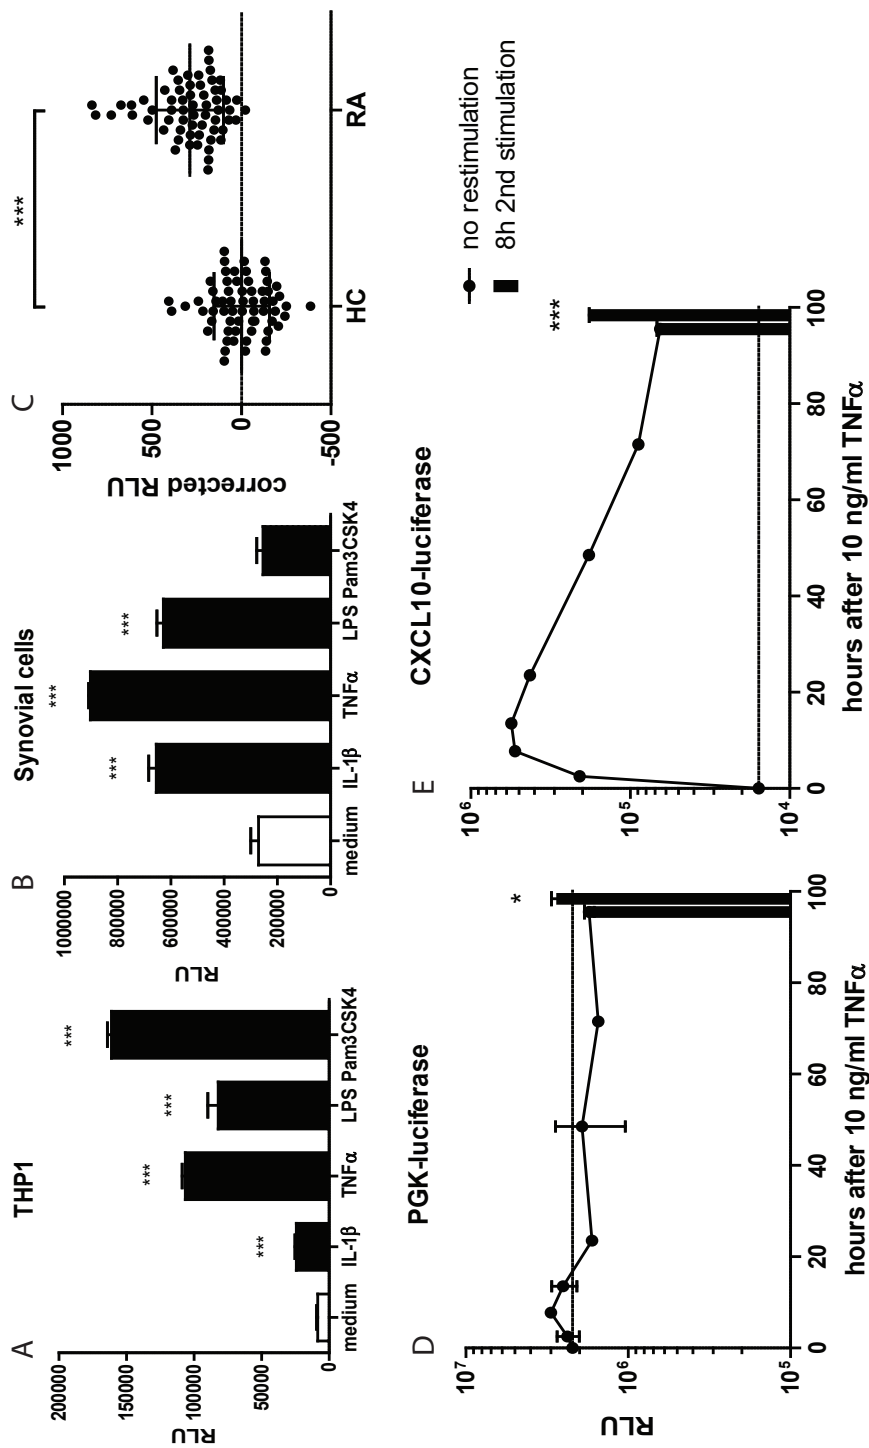 A
THP1
RLU
200000
150000
100000
50000
0
medium
IL-1β
TNFα
LPS
Pam3CSK4
***
***
***
***
B
Synovial cells
RLU
1000000
800000
600000
400000
200000
0
medium
IL-1β
TNFα
LPS
Pam3CSK4
***
***
***
C
corrected RLU
1000
500
0
-500
HC
RA
***
D
PGK-luciferase
RLU
10⁷
10⁶
10⁵
0
20
40
60
80
100
hours after 10 ng/ml TNFα
*
E
CXCL10-luciferase
10⁶
10⁵
10⁴
0
20
40
60
80
100
hours after 10 ng/ml TNFα
***
no restimulation
8h 2nd stimulation